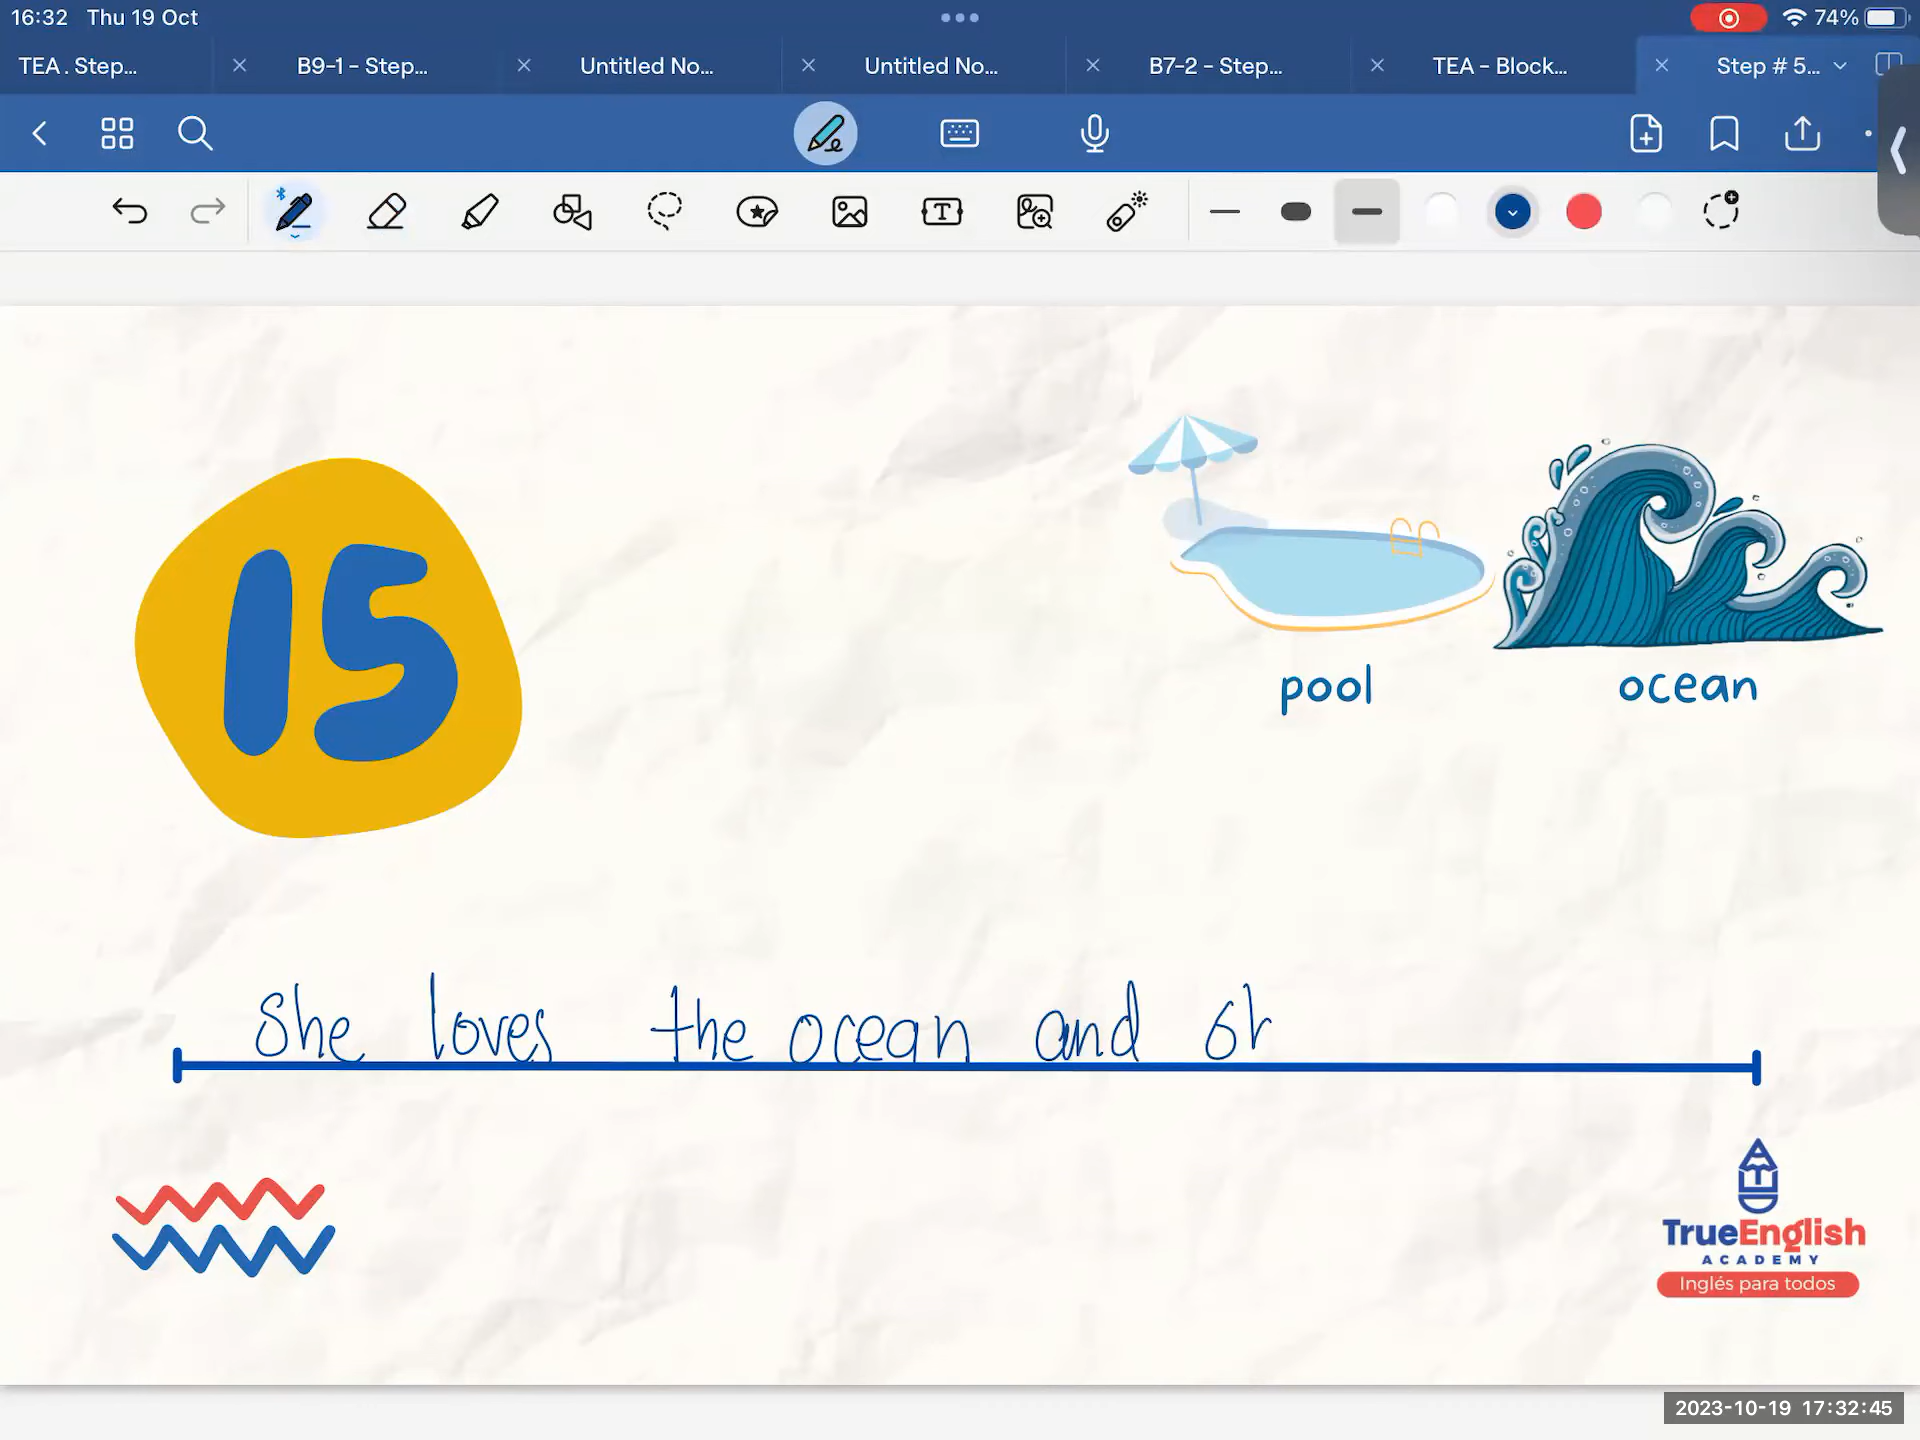 16:32 Thu 19 Oct 74%
TEA . Step... B9-1 - Step... Untitled No... Untitled No... B7-2 - Step... TEA - Block... Step # 5...
15
pool ocean
She loves the ocean and sh
TrueEnglish
ACADEMY
Inglés para todos
2023-10-19 17:32:45